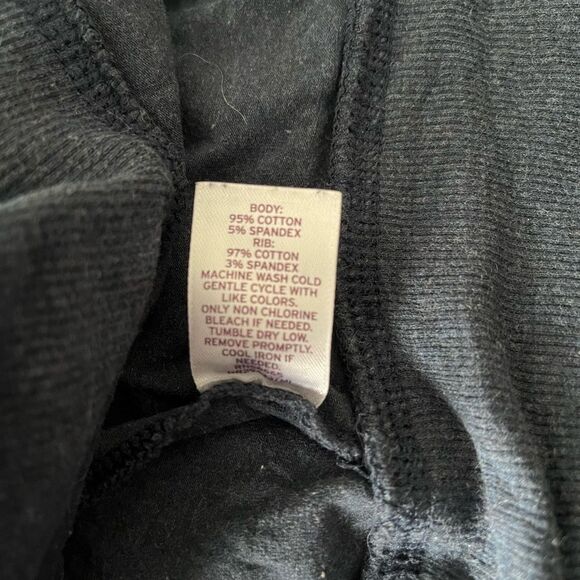 BODY:
95% COTTON
5% SPANDEX
RIB:
97% COTTON
3% SPANDEX
MACHINE WASH COLD
GENTLE CYCLE WITH
LIKE COLORS.
ONLY NON CHLORINE
BLEACH IF NEEDED.
TUMBLE DRY LOW.
REMOVE PROMPTLY.
COOL IRON IF
NEEDED.